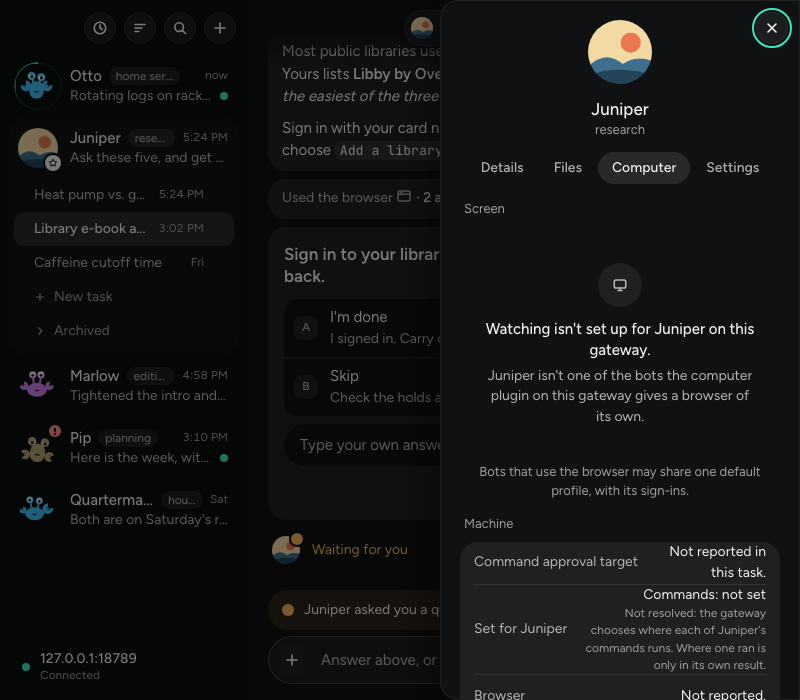 Otto home ser... now
Rotating logs on rack...
Juniper rese... 5:24 PM
Ask these five, and get ...
Heat pump vs. g... 5:24 PM
Library e-book a... 3:02 PM
Caffeine cutoff time Fri
+ New task
> Archived
Marlow editi... 4:58 PM
Tightened the intro and...
Pip planning 3:10 PM
Here is the week, wit...
Quarterma... hou... Sat
Both are on Saturday's r...
127.0.0.1:18789
Connected
Most public libraries use
Yours lists Libby by Ove
the easiest of the three
Sign in with your card n
choose Add a library
Used the browser · 2 a
Sign in to your librar
back.
A I'm done
I signed in. Carry
B Skip
Check the holds a
Type your own answe
Waiting for you
Juniper asked you a q
Answer above, or
Juniper
research
Details Files Computer Settings
Screen
Watching isn't set up for Juniper on this
gateway.
Juniper isn't one of the bots the computer
plugin on this gateway gives a browser of
its own.
Bots that use the browser may share one default
profile, with its sign-ins.
Machine
Command approval target Not reported in
this task.
Set for Juniper Commands: not set
Not resolved: the gateway
chooses where each of Juniper's
commands runs. Where one ran is
only in its own result.
Browser Not reported.